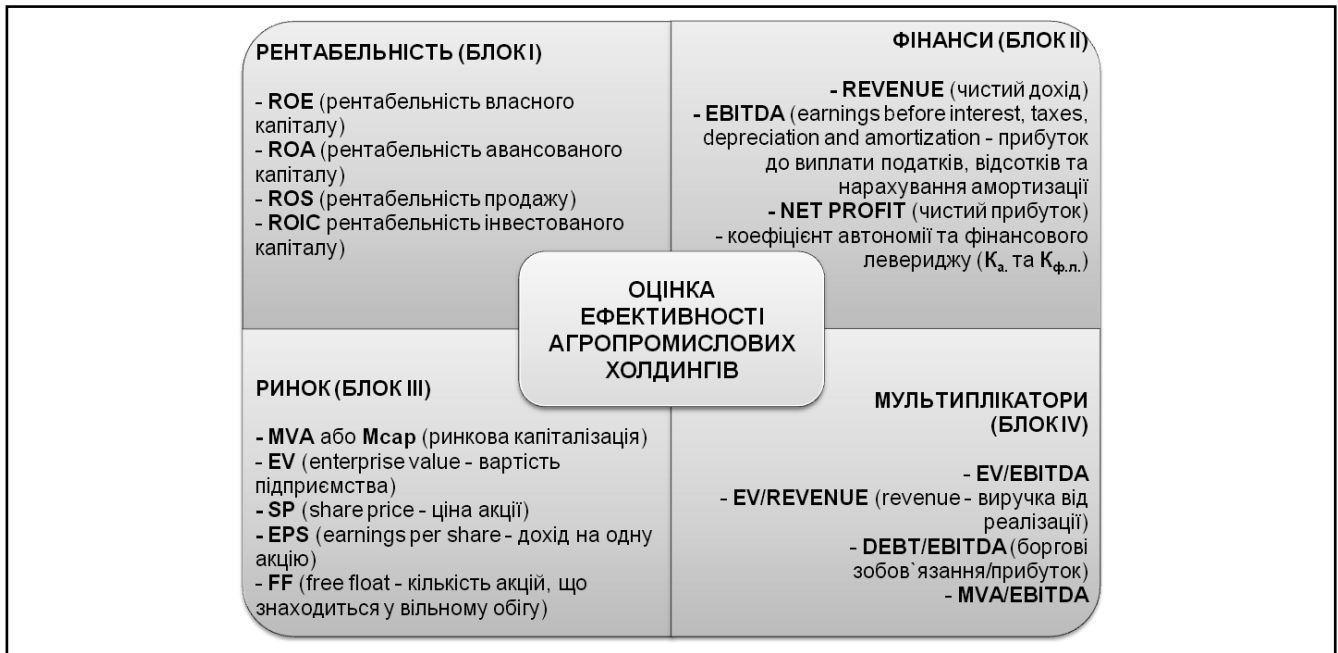 РЕНТАБЕЛЬНІСТЬ (БЛОК І)
- ROE (рентабельність власного
капіталу)
- ROA (рентабельність авансованого
капіталу)
- ROS (рентабельність продажу)
- ROIC рентабельність інвестованого
капіталу)
ФІНАНСИ (БЛОК ІІ)
- REVENUE (чистий дохід)
- EBITDA (earnings before interest, taxes,
depreciation and amortization - прибуток
до виплати податків, відсотків та
нарахування амортизації
- NET PROFIT (чистий прибуток)
- коефіцієнт автономії та фінансового
левериджу (Ка. та Кф.л.)
ОЦІНКА
ЕФЕКТИВНОСТІ
АГРОПРОМИСЛОВИХ
ХОЛДИНГІВ
РИНОК (БЛОК ІІІ)
- MVA або Mcap (ринкова капіталізація)
- EV (enterprise value - вартість
підприємства)
- SP (share price - ціна акції)
- EPS (earnings per share - дохід на одну
акцію)
- FF (free float - кількість акцій, що
знаходиться у вільному обігу)
МУЛЬТИПЛІКАТОРИ
(БЛОК IV)
- EV/EBITDA
- EV/REVENUE (revenue - виручка від
реалізації)
- DEBT/EBITDA (боргові
зобов`язання/прибуток)
- MVA/EBITDA